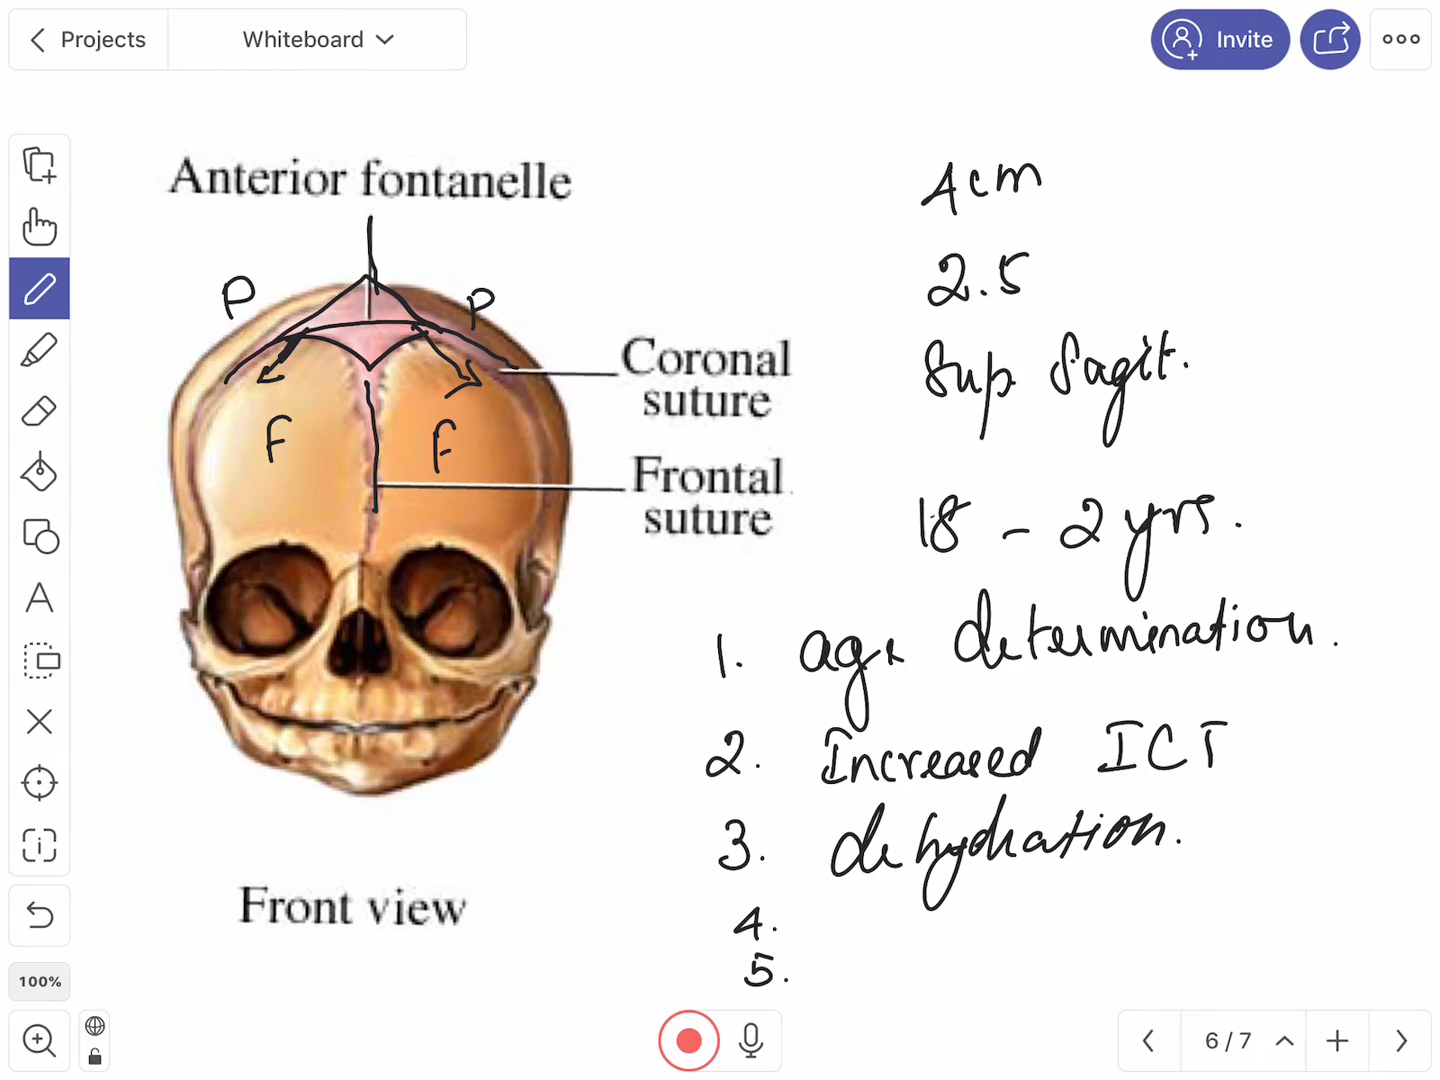 Projects
Whiteboard
Invite
Anterior fontanelle
P
P
Coronal
suture
F
F
Frontal
suture
Front view
4cm
2.5
Sup. Sagit.
18 - 2 yrs.
1. age determination.
2. Increased ICT
3. dehydration.
4.
5.
A
100%
6 / 7